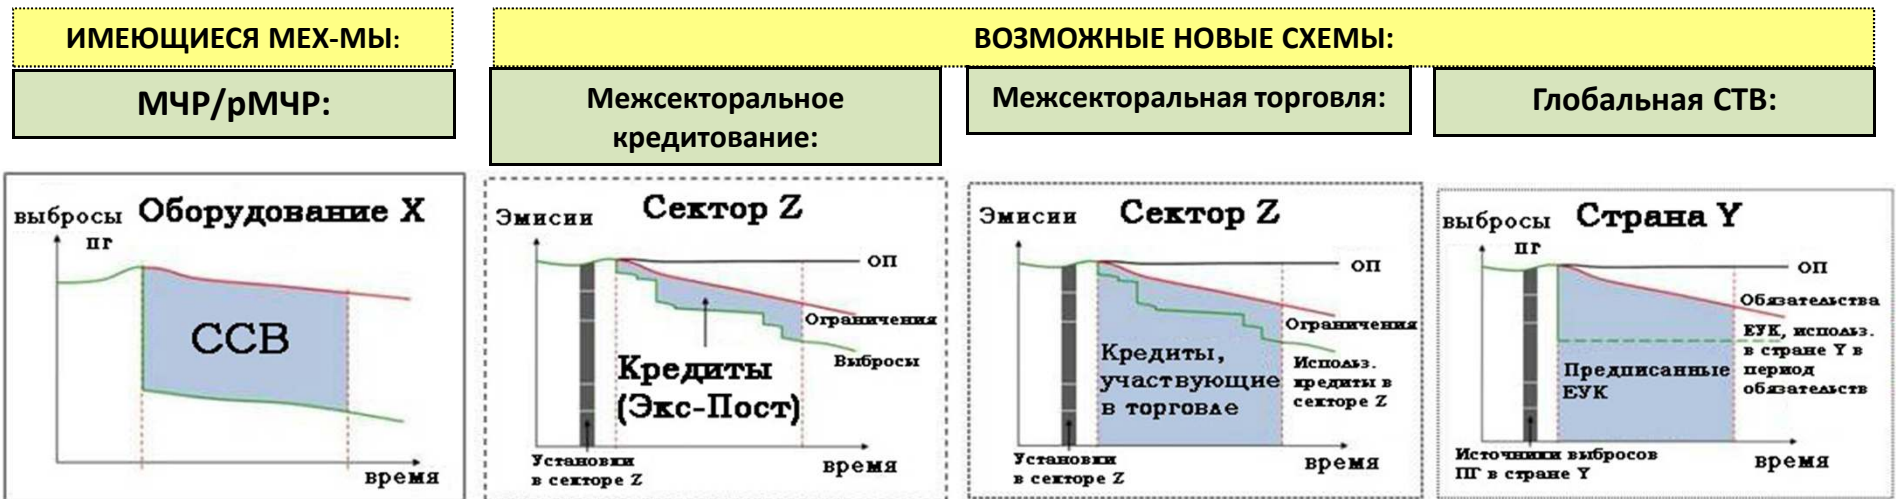 ИМЕЮЩИЕСЯ МЕХ-МЫ:
ВОЗМОЖНЫЕ НОВЫЕ СХЕМЫ:
МЧР/рМЧР:
Межсекторальное
кредитование:
Межсекторальная торговля:
Глобальная СТВ:
Оборудование X
выбросы
пг
ССВ
время
Сектор Z
Эмисии
оп
Ограничения
Выбросы
Кредиты
(Экс-Пост)
Установки
в секторе Z
время
Сектор Z
Эмисии
оп
Ограничения
Кредиты,
участвующие
в торговле
Использ.
кредиты в
секторе Z
Установки
в секторе Z
время
Страна Y
выбросы
пг
оп
Обязательства
ЕУК, использ.
в стране Y в
период
обязательств
Предписанные
ЕУК
Источники выбросов
ПГ в стране Y
время